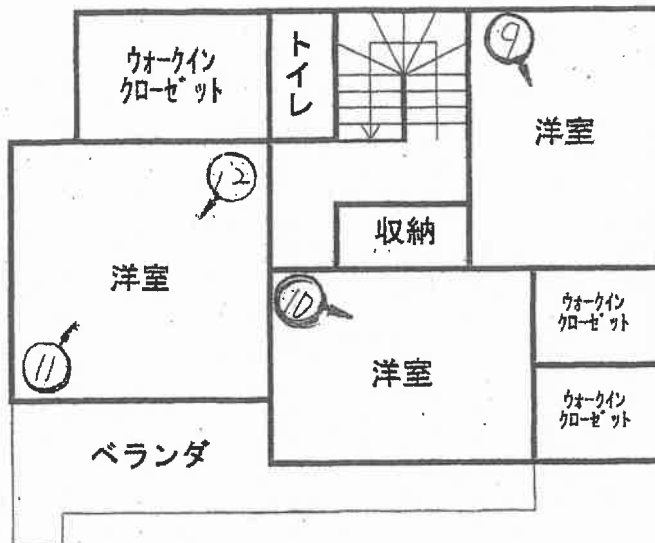 ウォークイン
クローゼット
トイレ
9
洋室
12
収納
洋室
10
ウォークイン
クローゼット
洋室
11
ウォークイン
クローゼット
ベランダ